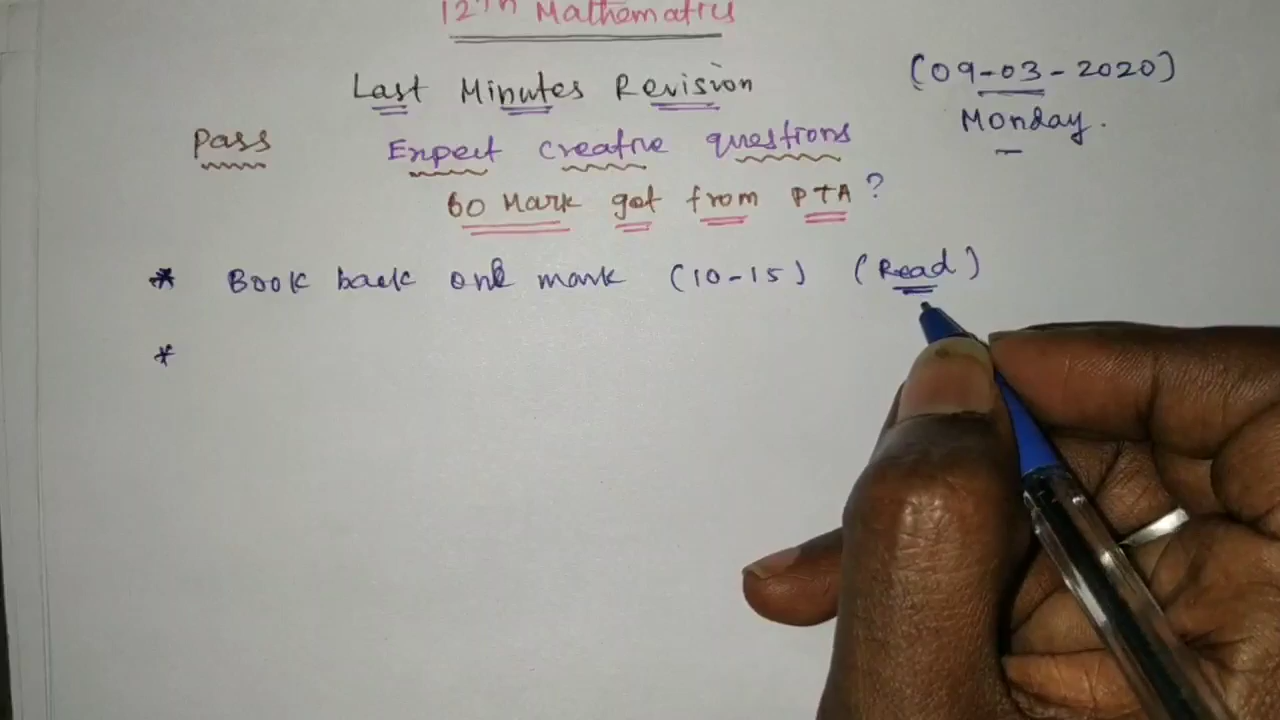 12th Mathematics
Last Minutes Revision
(09-03-2020)
Monday.
Pass
Expect creative questions
60 Mark get from PTA?
* Book back one mark (10-15) (Read)
*